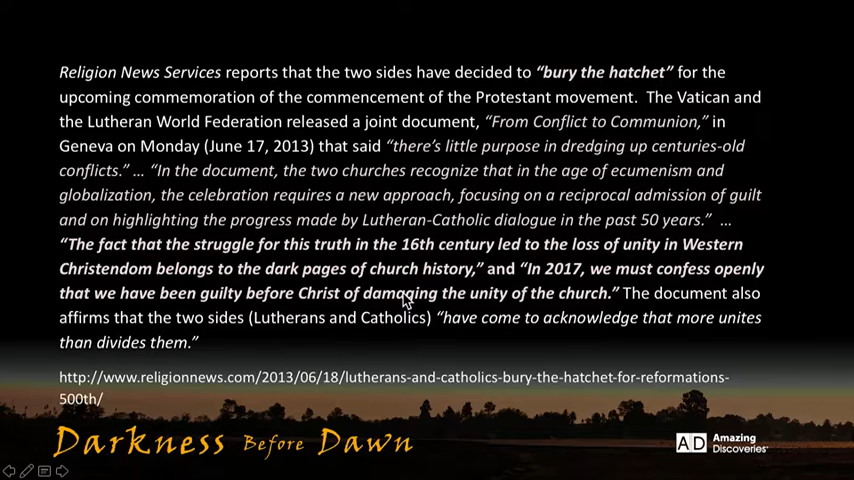 Religion News Services reports that the two sides have decided to “bury the hatchet” for the
upcoming commemoration of the commencement of the Protestant movement.  The Vatican and
the Lutheran World Federation released a joint document, “From Conflict to Communion,” in
Geneva on Monday (June 17, 2013) that said “there’s little purpose in dredging up centuries-old
conflicts.” … “In the document, the two churches recognize that in the age of ecumenism and
globalization, the celebration requires a new approach, focusing on a reciprocal admission of guilt
and on highlighting the progress made by Lutheran-Catholic dialogue in the past 50 years.”  …
“The fact that the struggle for this truth in the 16th century led to the loss of unity in Western
Christendom belongs to the dark pages of church history,” and “In 2017, we must confess openly
that we have been guilty before Christ of damaging the unity of the church.” The document also
affirms that the two sides (Lutherans and Catholics) “have come to acknowledge that more unites
than divides them.”
http://www.religionnews.com/2013/06/18/lutherans-and-catholics-bury-the-hatchet-for-reformations-
500th/
Darkness Before Dawn
AD Amazing
Discoveries